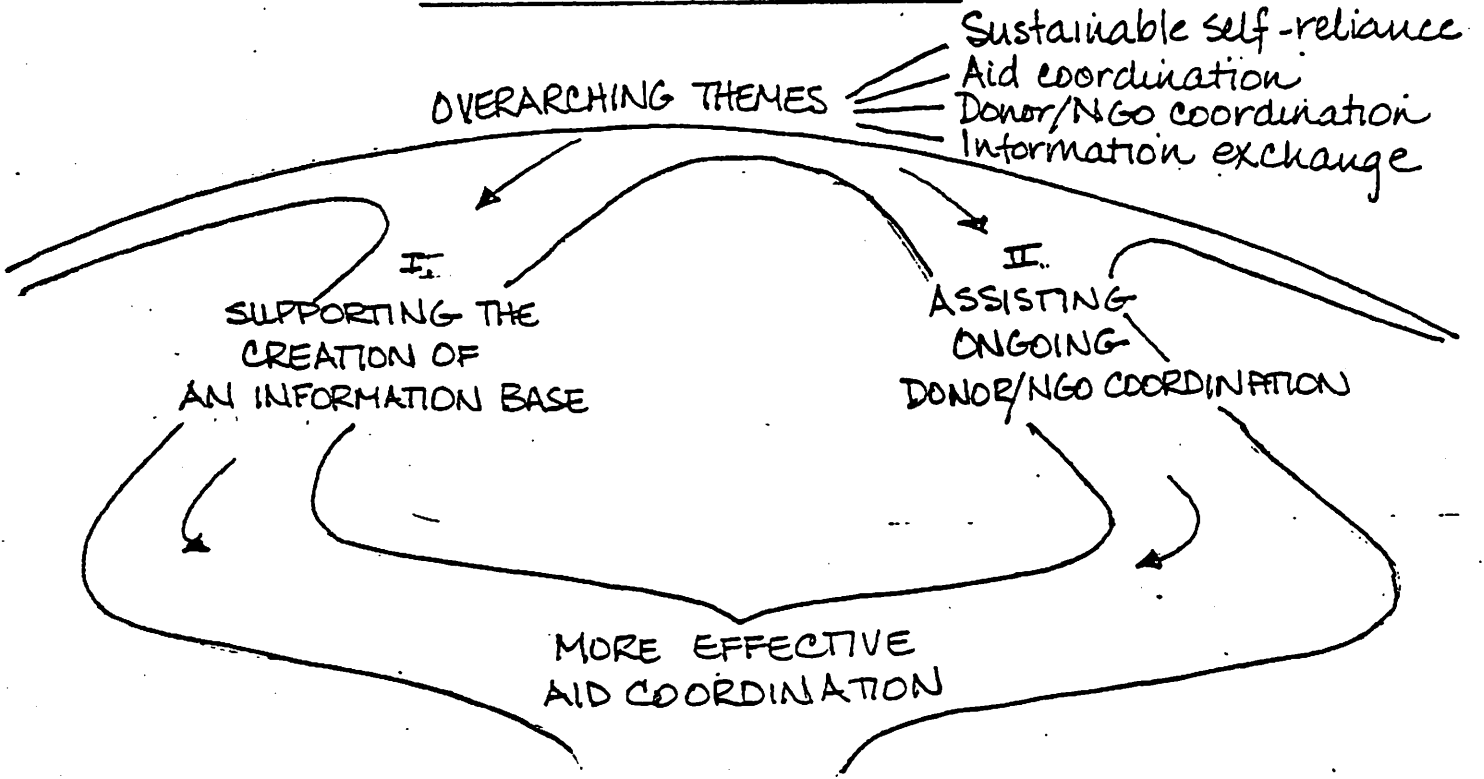 Sustainable self-reliance
Aid coordination
OVERARCHING THEMES
Donor/NGO coordination
Information exchange
I.
SUPPORTING THE
CREATION OF
AN INFORMATION BASE
II.
ASSISTING
ONGOING
DONOR/NGO COORDINATION
MORE EFFECTIVE
AID COORDINATION